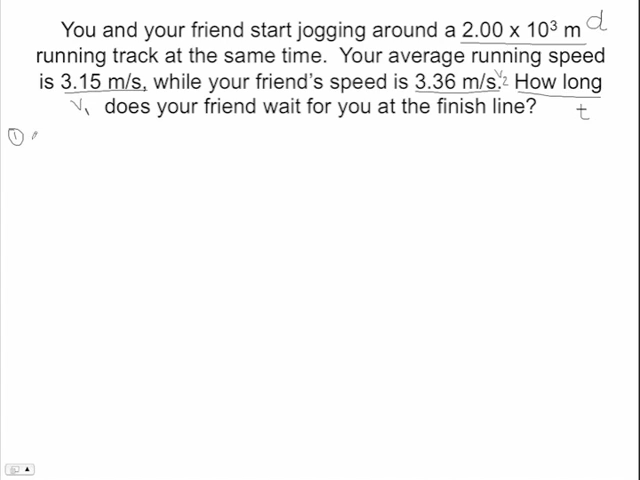 You and your friend start jogging around a 2.00 x 10³ m d
running track at the same time. Your average running speed
is 3.15 m/s, while your friend's speed is 3.36 m/s. v₂ How long
v₁ does your friend wait for you at the finish line? t
①